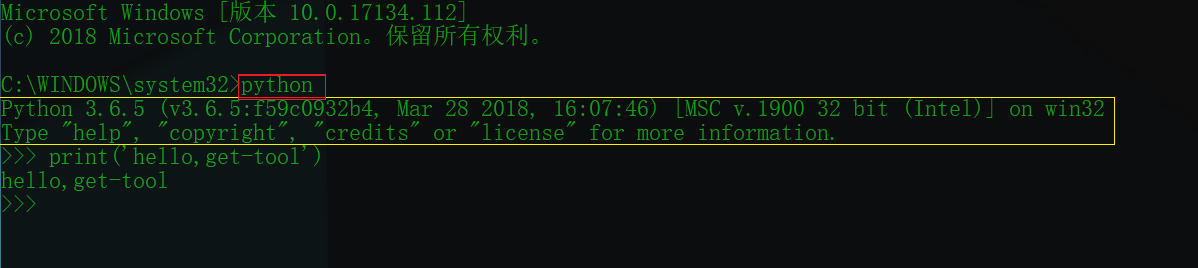 Microsoft Windows [版本 10.0.17134.112]
(c) 2018 Microsoft Corporation。保留所有权利。
C:\WINDOWS\system32>python
Python 3.6.5 (v3.6.5:f59c0932b4, Mar 28 2018, 16:07:46) [MSC v.1900 32 bit (Intel)] on win32
Type "help", "copyright", "credits" or "license" for more information.
>>> print('hello,get-tool')
hello,get-tool
>>>